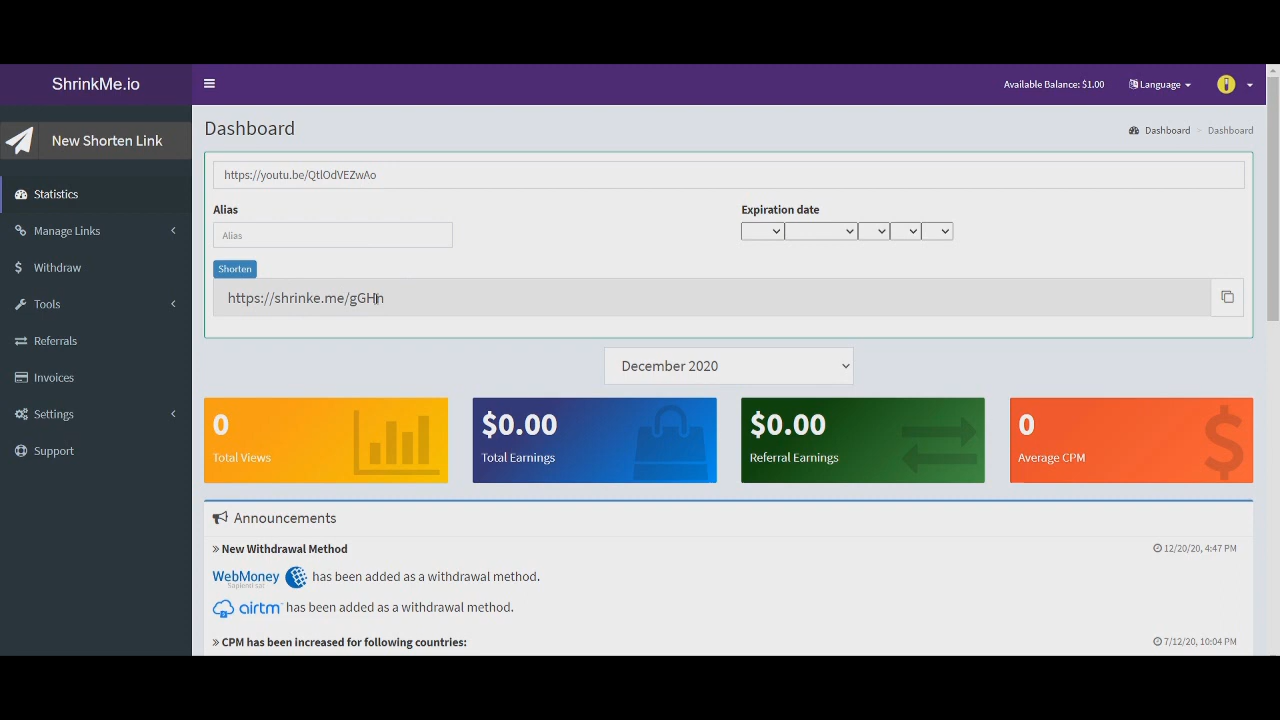 ShrinkMe.io
Available Balance: $1.00
Language
New Shorten Link
Dashboard
Dashboard
Dashboard
https://youtu.be/QtlOdVEZwAo
Statistics
Alias
Expiration date
Manage Links
Alias
Withdraw
Shorten
https://shrinke.me/gGHn
Tools
Referrals
December 2020
Invoices
Settings
0
$0.00
$0.00
0
Support
Total Views
Total Earnings
Referral Earnings
Average CPM
Announcements
» New Withdrawal Method
12/20/20, 4:47 PM
WebMoney has been added as a withdrawal method.
airtm has been added as a withdrawal method.
» CPM has been increased for following countries:
7/12/20, 10:04 PM